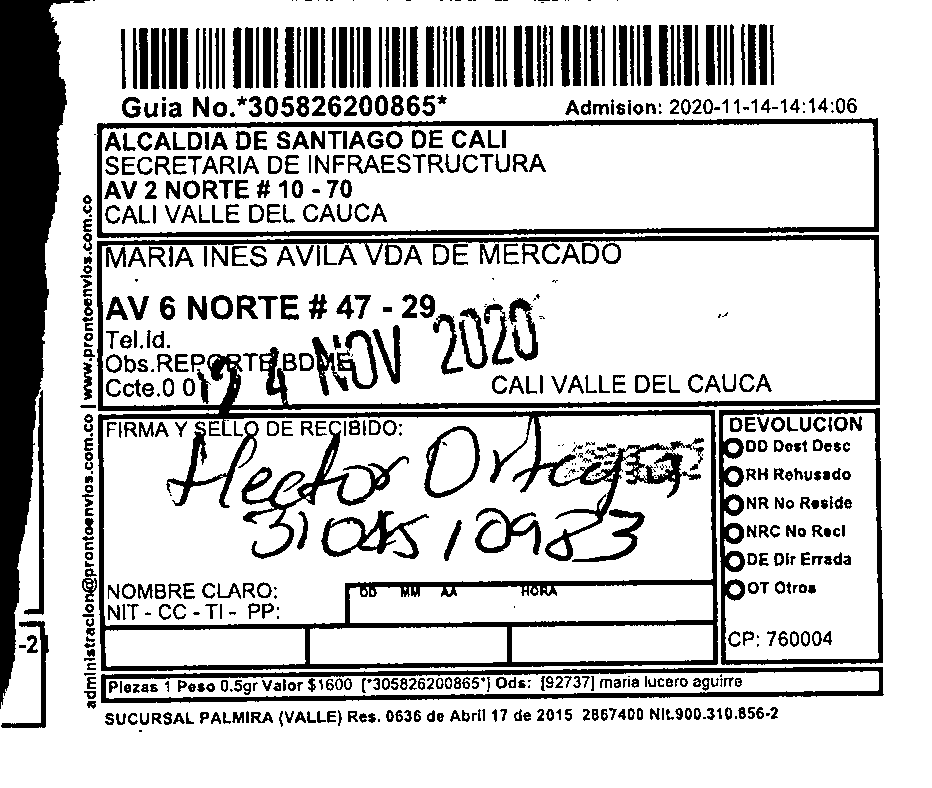 Guia No.*305826200865*
Admision: 2020-11-14-14:14:06
ALCALDIA DE SANTIAGO DE CALI
SECRETARIA DE INFRAESTRUCTURA
AV 2 NORTE # 10 - 70
CALI VALLE DEL CAUCA
MARIA INES AVILA VDA DE MERCADO
AV 6 NORTE # 47 - 29
Tel.Id.
Obs.REPORTE BDME
Ccte.0 0
24 NOV 2020
CALI VALLE DEL CAUCA
FIRMA Y SELLO DE RECIBIDO:
Hector Ortega
3104510983
NOMBRE CLARO:
NIT - CC - TI - PP:
DD MM AA HORA
DEVOLUCION
DD Dest Desc
RH Rehusado
NR No Reside
NRC No Recl
DE Dir Errada
OT Otros
CP: 760004
Piezas 1 Peso 0.5gr Valor $1600 [*305826200865*] Ods: [92737] maria lucero aguirre
SUCURSAL PALMIRA (VALLE) Res. 0636 de Abril 17 de 2015 2867400 Nit.900.310.856-2
administracion@prontoenvios.com.co | www.prontoenvios.com.co
-2